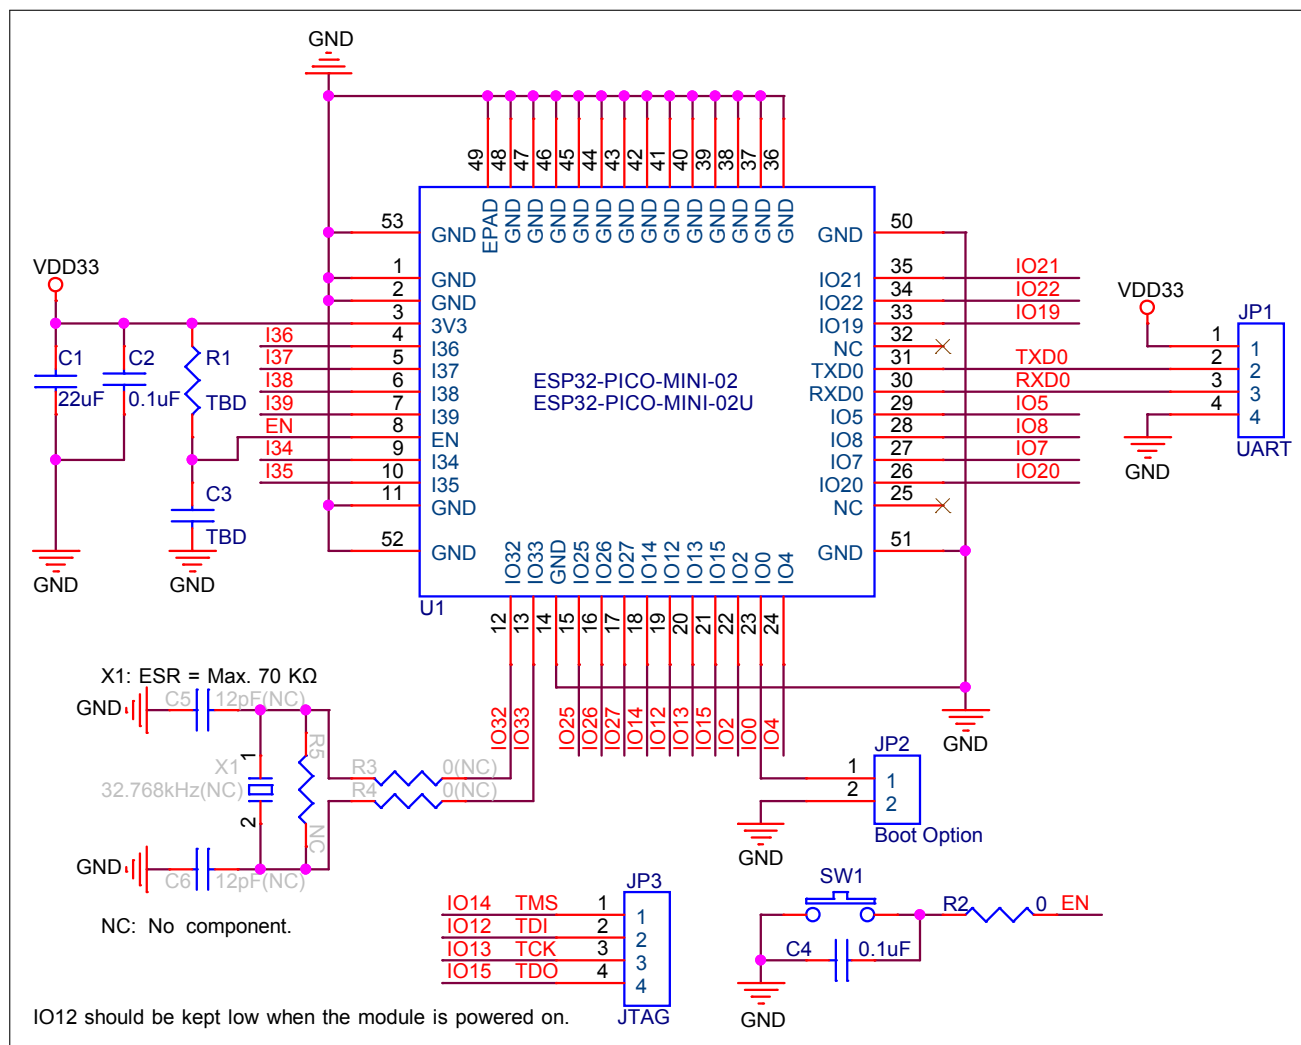 GND
49
48
47
46
45
44
43
42
41
40
39
38
37
36
EPAD
GND
GND
GND
GND
GND
GND
GND
GND
GND
GND
GND
GND
GND
53 GND
1 GND
2 GND
3 3V3
I36 4 I36
I37 5 I37
I38 6 I38
I39 7 I39
EN 8 EN
I34 9 I34
I35 10 I35
11 GND
52 GND
VDD33
C1
22uF
C2
0.1uF
R1
TBD
C3
TBD
GND
GND
ESP32-PICO-MINI-02
ESP32-PICO-MINI-02U
GND 50
IO21 35 IO21
IO22 34 IO22
IO19 33 IO19
NC 32
TXD0 31 TXD0
RXD0 30 RXD0
IO5 29 IO5
IO8 28 IO8
IO7 27 IO7
IO20 26 IO20
NC 25
GND 51
VDD33
JP1
1 1
2 2
3 3
4 4
GND
UART
U1
IO32 12 IO32
IO33 13 IO33
GND 14
IO25 15 IO25
IO26 16 IO26
IO27 17 IO27
IO14 18 IO14
IO12 19 IO12
IO13 20 IO13
IO15 21 IO15
IO2 22 IO2
IO0 23 IO0
IO4 24 IO4
GND
X1: ESR = Max. 70 KΩ
GND C5 12pF(NC)
X1
32.768kHz(NC)
1
2
R5
NC
R3 0(NC)
R4 0(NC)
GND C6 12pF(NC)
NC: No component.
JP2
1 1
2 2
GND
Boot Option
JP3
IO14 TMS 1 1
IO12 TDI 2 2
IO13 TCK 3 3
IO15 TDO 4 4
JTAG
SW1
R2 0 EN
C4 0.1uF
GND
IO12 should be kept low when the module is powered on.